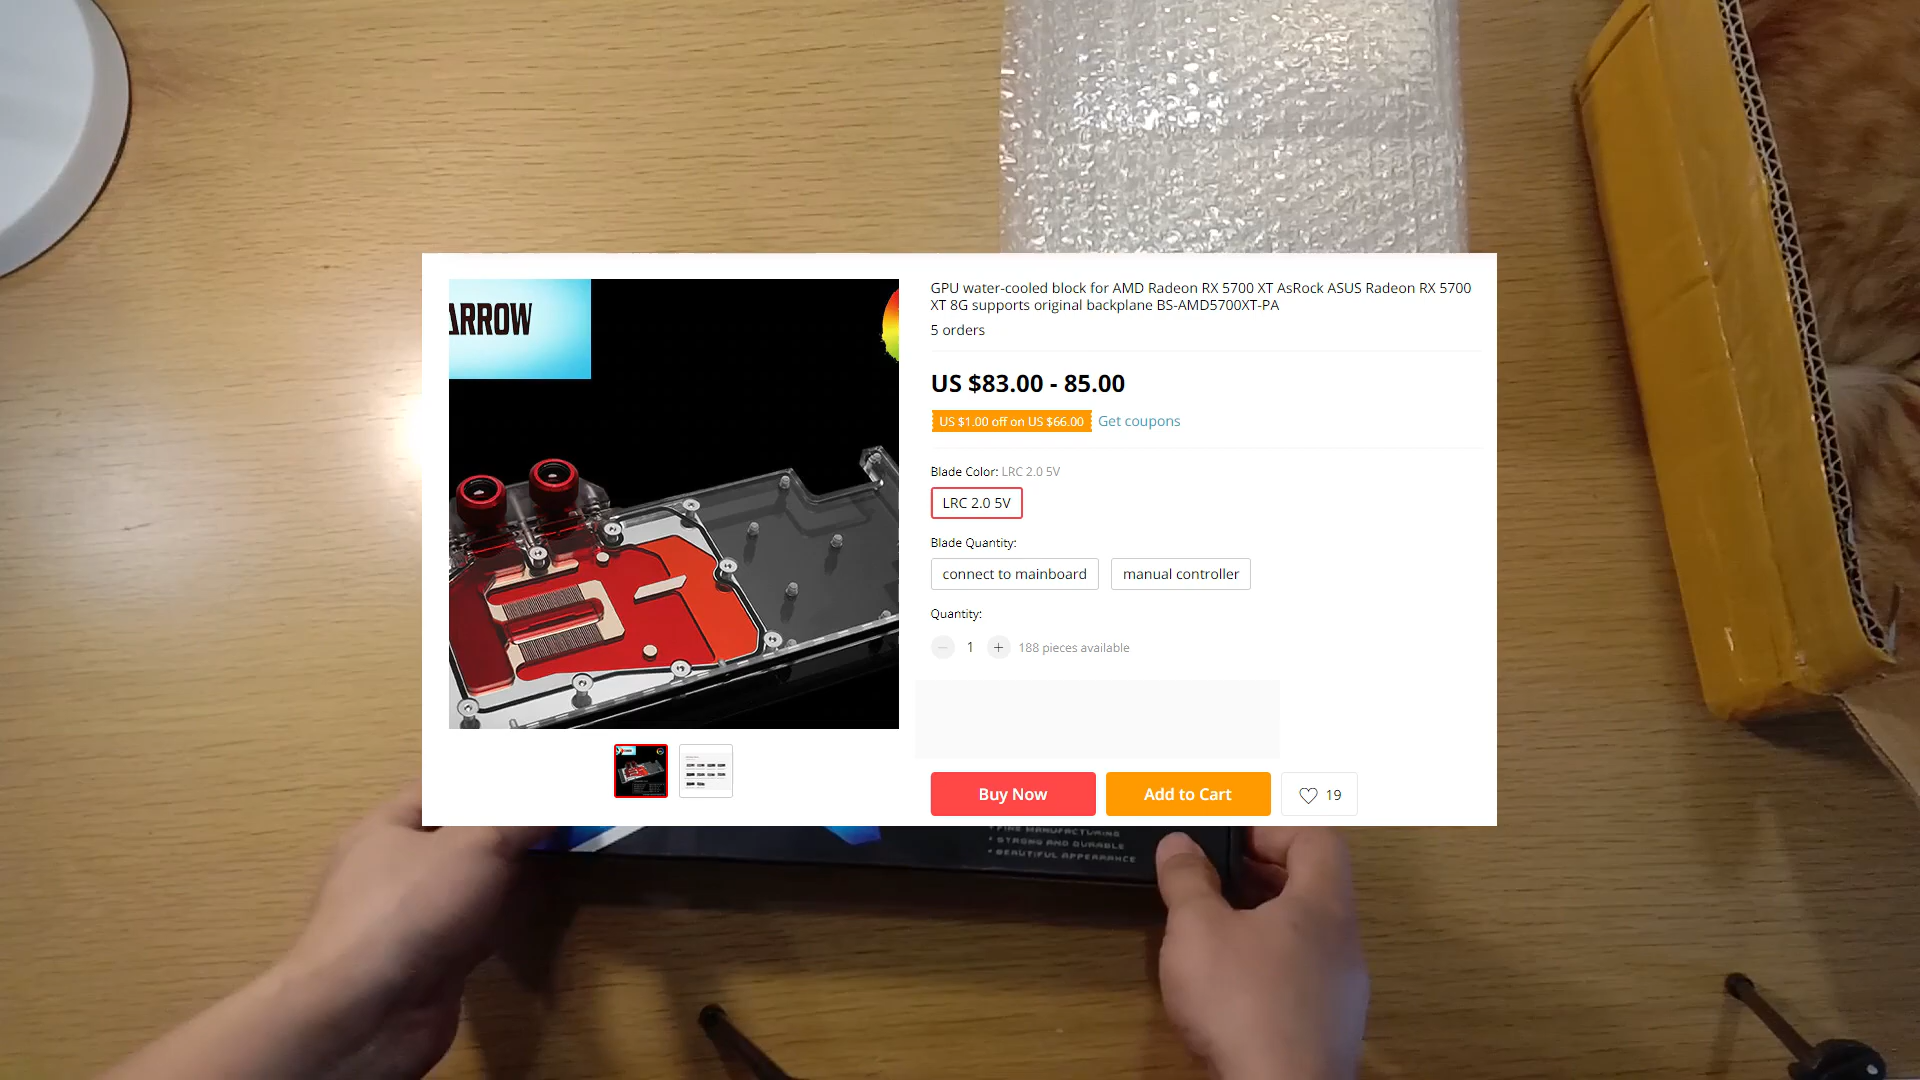 ARROW
GPU water-cooled block for AMD Radeon RX 5700 XT AsRock ASUS Radeon RX 5700
XT 8G supports original backplane BS-AMD5700XT-PA
5 orders
US $83.00 - 85.00
US $1.00 off on US $66.00 Get coupons
Blade Color: LRC 2.0 5V
LRC 2.0 5V
Blade Quantity:
connect to mainboard manual controller
Quantity:
1 + 188 pieces available
Buy Now Add to Cart 19
• FINE MANUFACTURING
• STRONG AND DURABLE
• BEAUTIFUL APPEARANCE